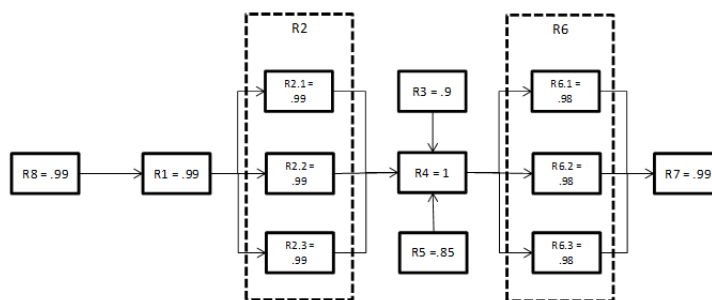 R2
R6
R2.1 =
.99
R3 = .9
R6.1 =
.98
R8 = .99
R1 = .99
R2.2 =
.99
R4 = 1
R6.2 =
.98
R7 = .99
R2.3 =
.99
R5 =.85
R6.3 =
.98